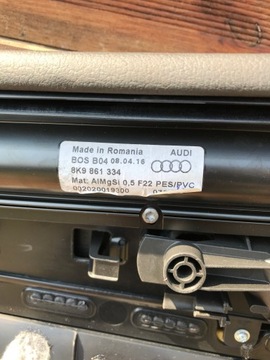 Made in Romania AUDI
BOS B04 08.04.16
8K9 861 334
Mat: AlMgSi 0,5 F22 PES/PVC
002020019300